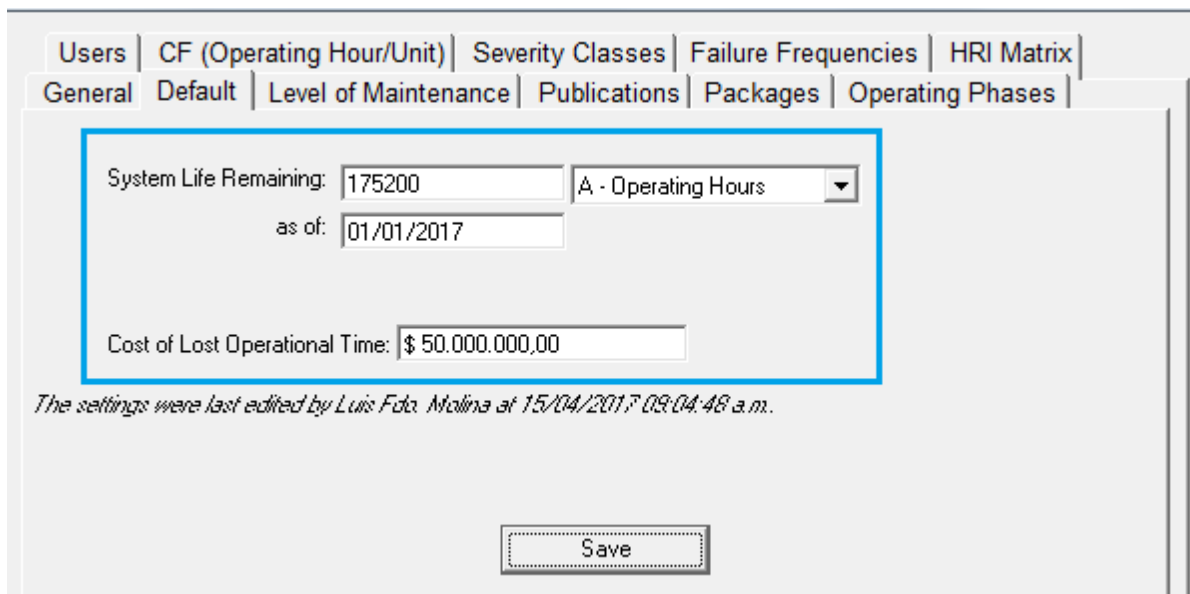 Users CF (Operating Hour/Unit) Severity Classes Failure Frequencies HRI Matrix
General Default Level of Maintenance Publications Packages Operating Phases
System Life Remaining: 175200 A - Operating Hours
as of: 01/01/2017
Cost of Lost Operational Time: $ 50.000.000,00
The settings were last edited by Luis Fdo. Molina at 15/04/2017 09:04:48 a.m..
Save